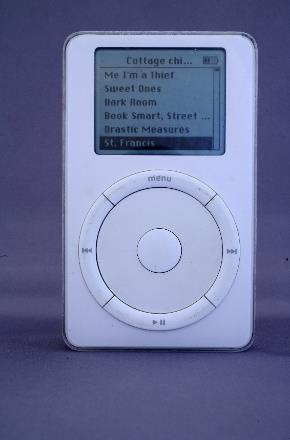 Cottage chi...
Me I'm a Thief
Sweet Ones
Dark Room
Book Smart, Street ...
Drastic Measures
St. Francis
menu